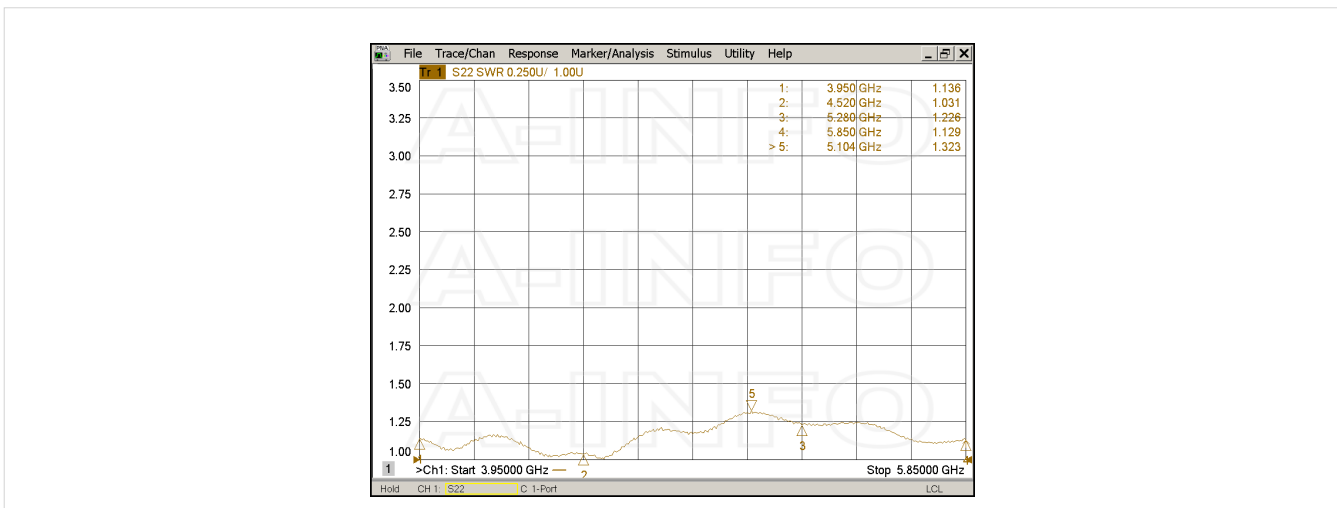 PNA File Trace/Chan Response Marker/Analysis Stimulus Utility Help
Tr 1 S22 SWR 0.250U/ 1.00U
3.50
1: 3.950 GHz 1.136
2: 4.520 GHz 1.031
3.25
3: 5.280 GHz 1.226
4: 5.850 GHz 1.129
3.00
> 5: 5.104 GHz 1.323
A-INFO
2.75
2.50
2.25
A-INFO
2.00
1.75
1.50
5
A-INFO
1.25
1.00
3
4
2
1 >Ch1: Start 3.95000 GHz Stop 5.85000 GHz
Hold CH 1: S22 C 1-Port LCL